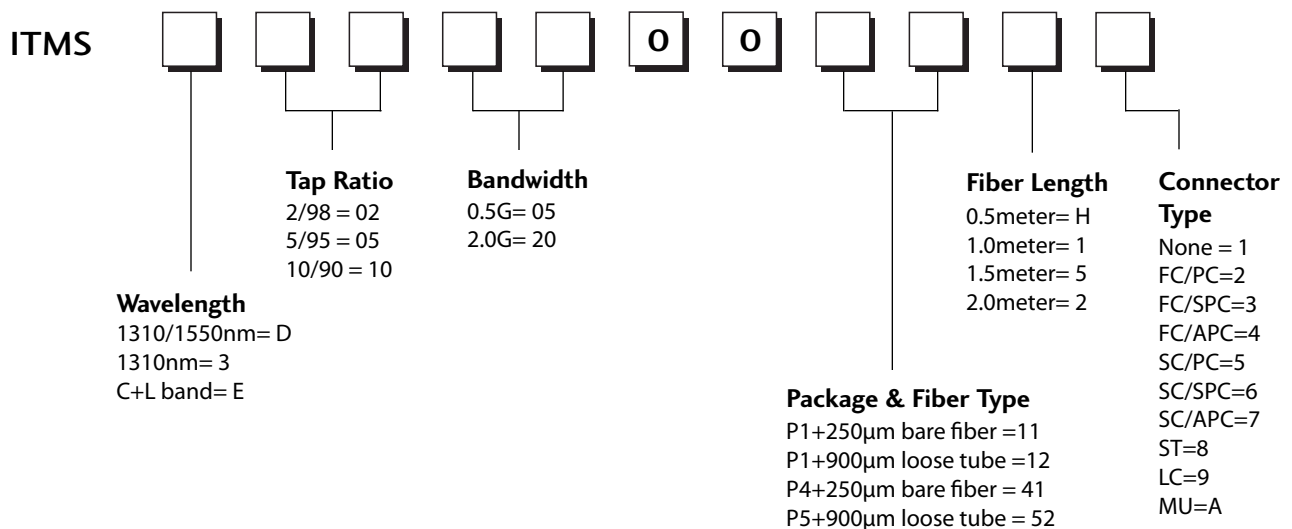 ITMS 0 0
Tap Ratio
2/98 = 02
5/95 = 05
10/90 = 10
Bandwidth
0.5G= 05
2.0G= 20
Fiber Length
0.5meter= H
1.0meter= 1
1.5meter= 5
2.0meter= 2
Connector
Type
None = 1
FC/PC=2
FC/SPC=3
FC/APC=4
SC/PC=5
SC/SPC=6
SC/APC=7
ST=8
LC=9
MU=A
Wavelength
1310/1550nm= D
1310nm= 3
C+L band= E
Package & Fiber Type
P1+250μm bare fiber =11
P1+900μm loose tube =12
P4+250μm bare fiber = 41
P5+900μm loose tube = 52